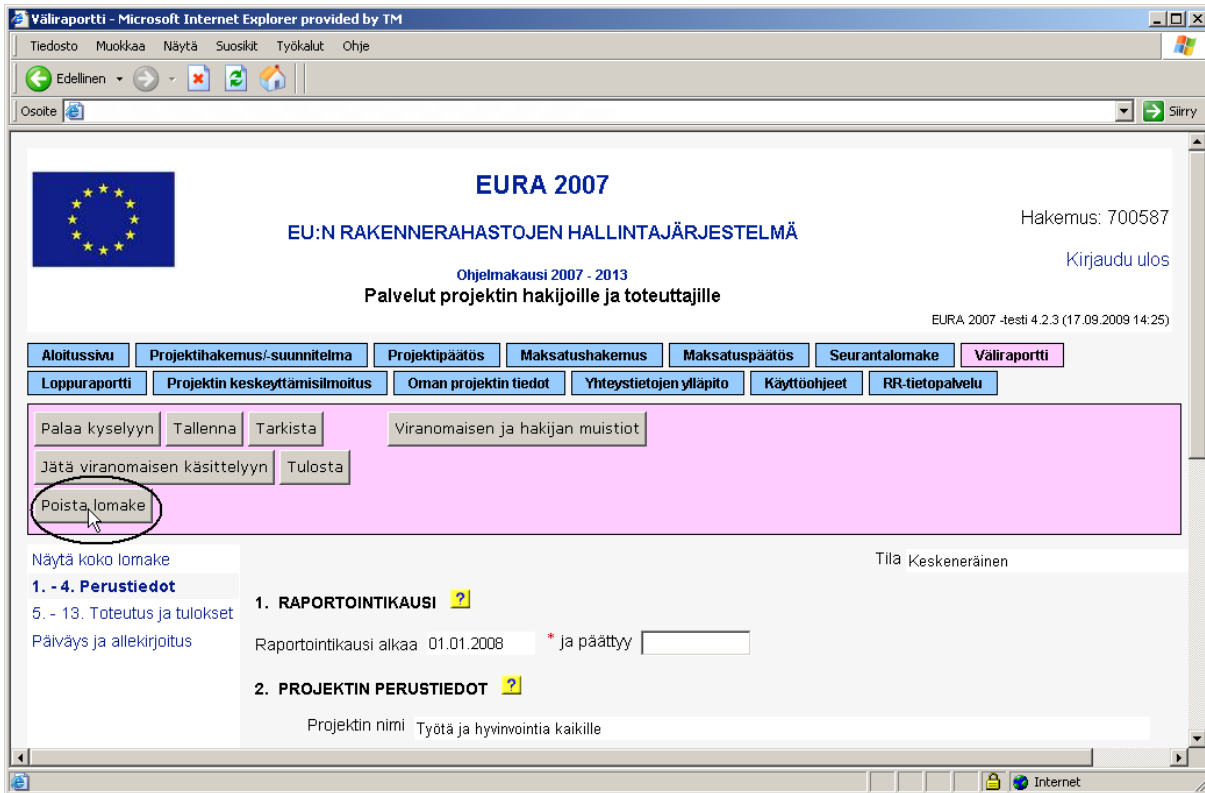 Väliraportti - Microsoft Internet Explorer provided by TM
Tiedosto Muokkaa Näytä Suosikit Työkalut Ohje
Edellinen
Osoite Siirry
EURA 2007
EU:N RAKENNERAHASTOJEN HALLINTAJÄRJESTELMÄ
Hakemus: 700587
Kirjaudu ulos
Ohjelmakausi 2007 - 2013
Palvelut projektin hakijoille ja toteuttajille
EURA 2007 -testi 4.2.3 (17.09.2009 14:25)
Aloitussivu Projektihakemus/-suunnitelma Projektipäätös Maksatushakemus Maksatuspäätös Seurantalomake Väliraportti
Loppuraportti Projektin keskeyttämisilmoitus Oman projektin tiedot Yhteystietojen ylläpito Käyttöohjeet RR-tietopalvelu
Palaa kyselyyn Tallenna Tarkista Viranomaisen ja hakijan muistiot
Jätä viranomaisen käsittelyyn Tulosta
Poista lomake
Näytä koko lomake
Tila Keskeneräinen
1. - 4. Perustiedot
5. - 13. Toteutus ja tulokset
Päiväys ja allekirjoitus
1. RAPORTOINTIKAUSI ?
Raportointikausi alkaa 01.01.2008 * ja päättyy
2. PROJEKTIN PERUSTIEDOT ?
Projektin nimi Työtä ja hyvinvointia kaikille
Internet